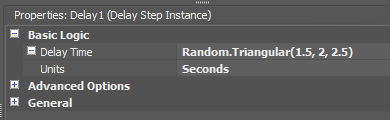 Properties: Delay1 (Delay Step Instance)
Basic Logic
Delay Time Random.Triangular(1.5, 2, 2.5)
Units Seconds
Advanced Options
General